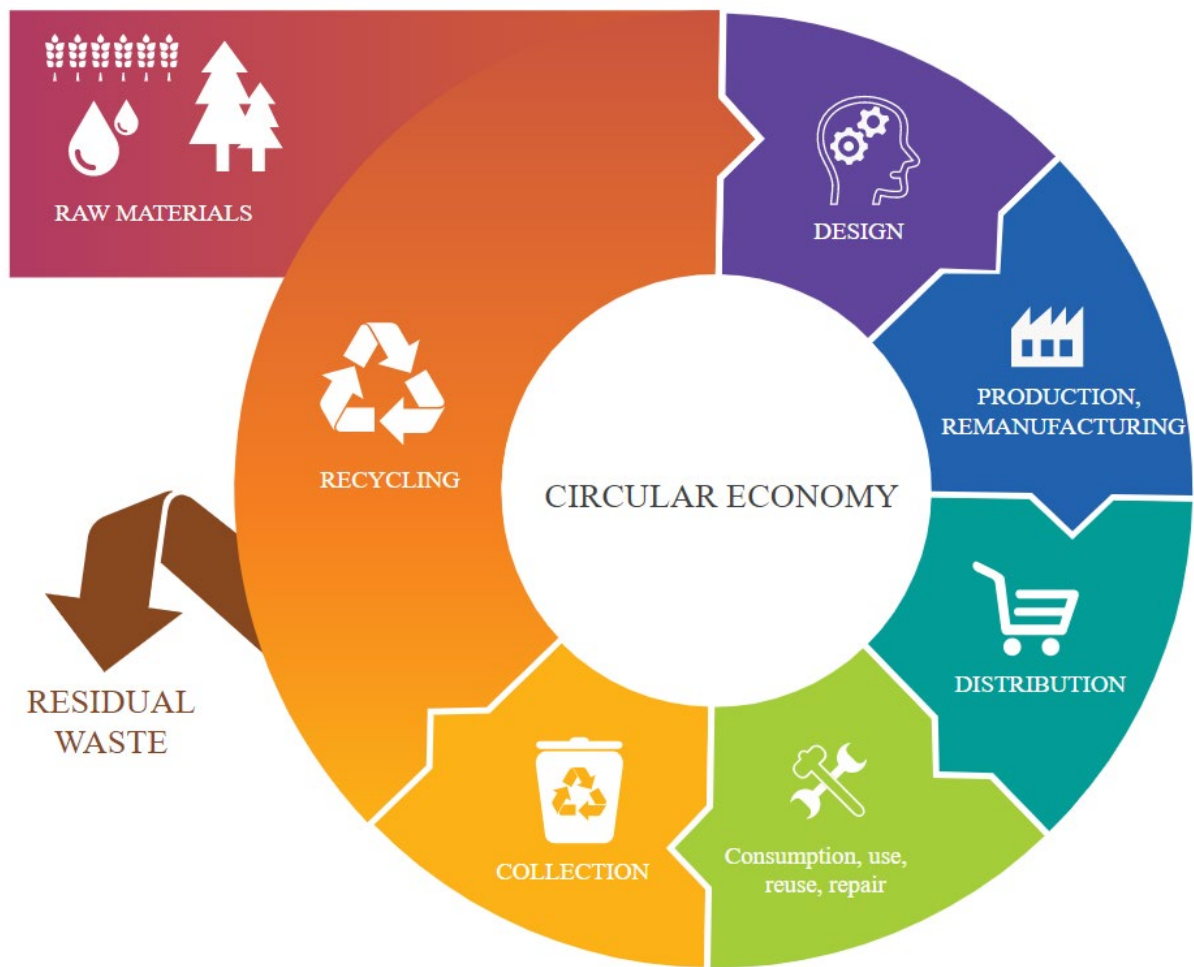 RAW MATERIALS
DESIGN
PRODUCTION,
REMANUFACTURING
RECYCLING
CIRCULAR ECONOMY
DISTRIBUTION
RESIDUAL
WASTE
Consumption, use,
reuse, repair
COLLECTION